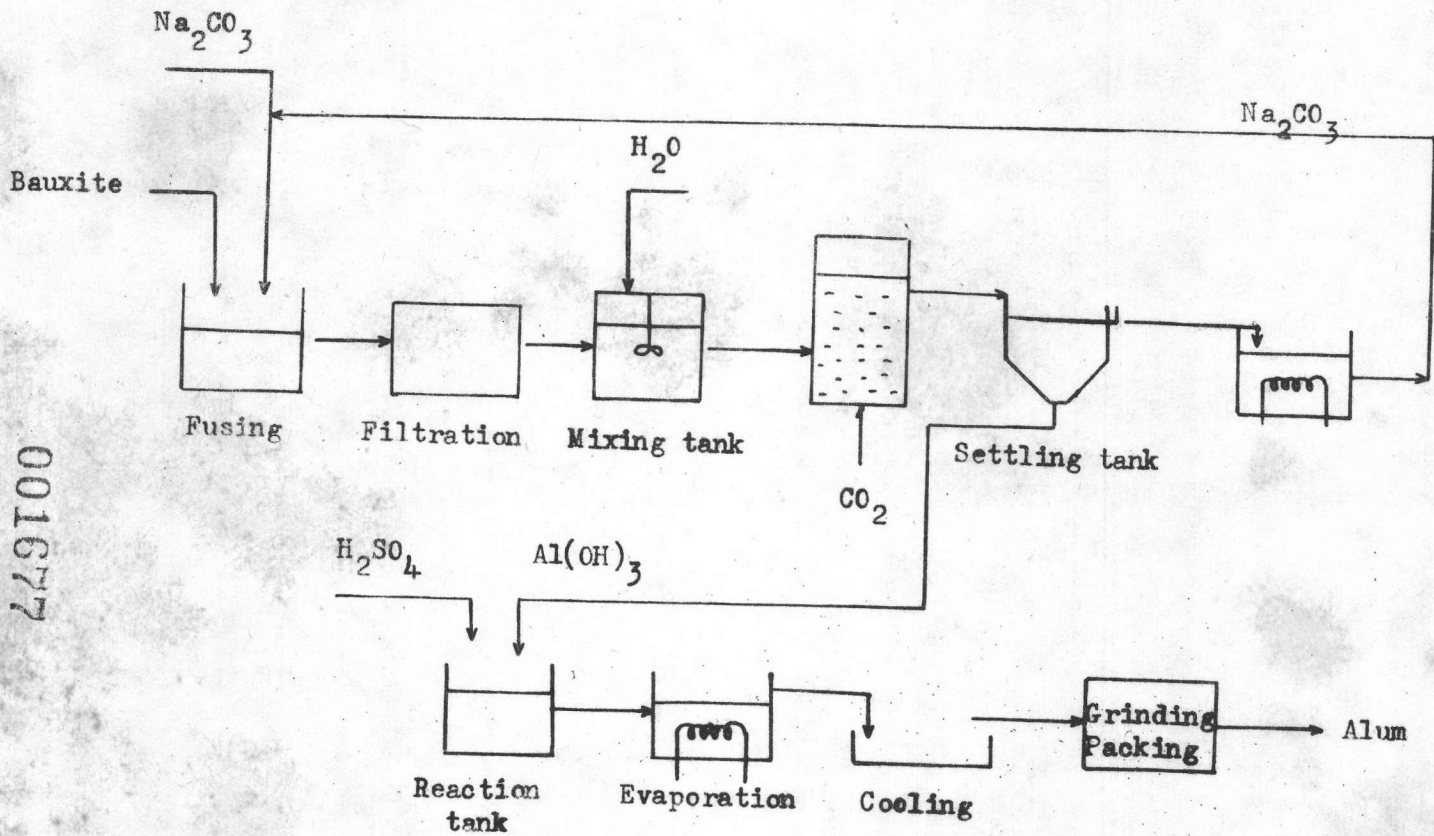 Na₂CO₃
Na₂CO₃
H₂O
Bauxite
Fusing
Filtration
Mixing tank
Settling tank
CO₂
H₂SO₄
Al(OH)₃
Grinding
Packing
Alum
Reaction
tank
Evaporation
Cooling
001677